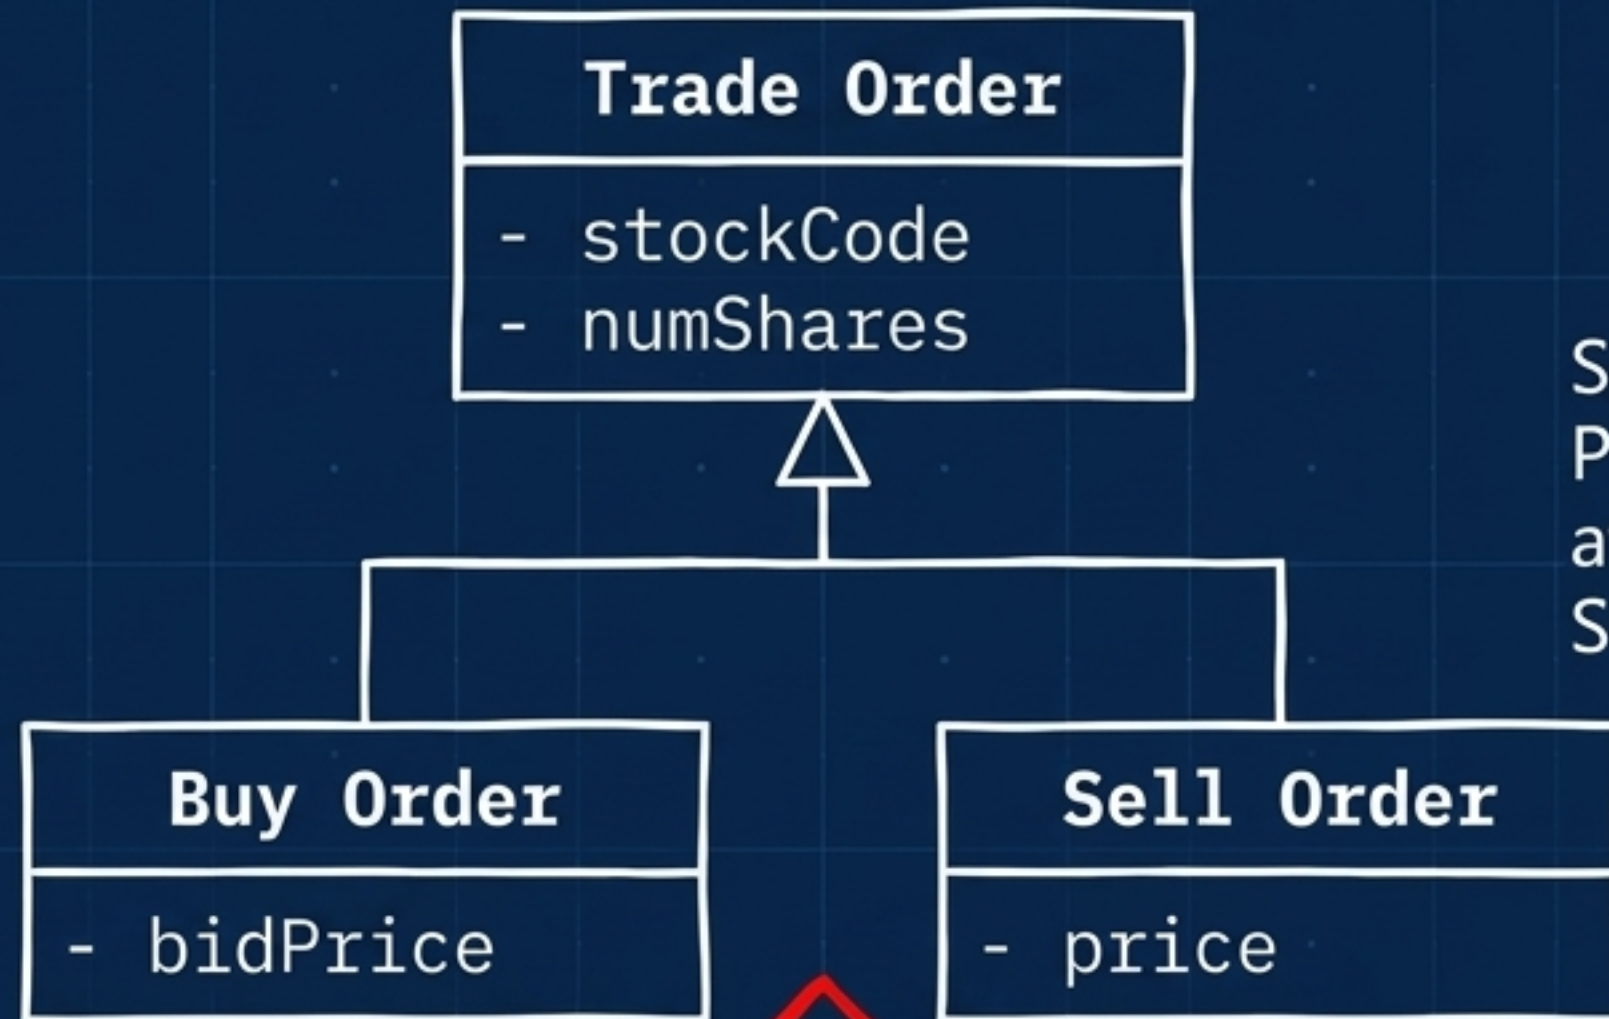 Trade Order
- stockCode
- numShares
Buy Order
- bidPrice
Sell Order
- price